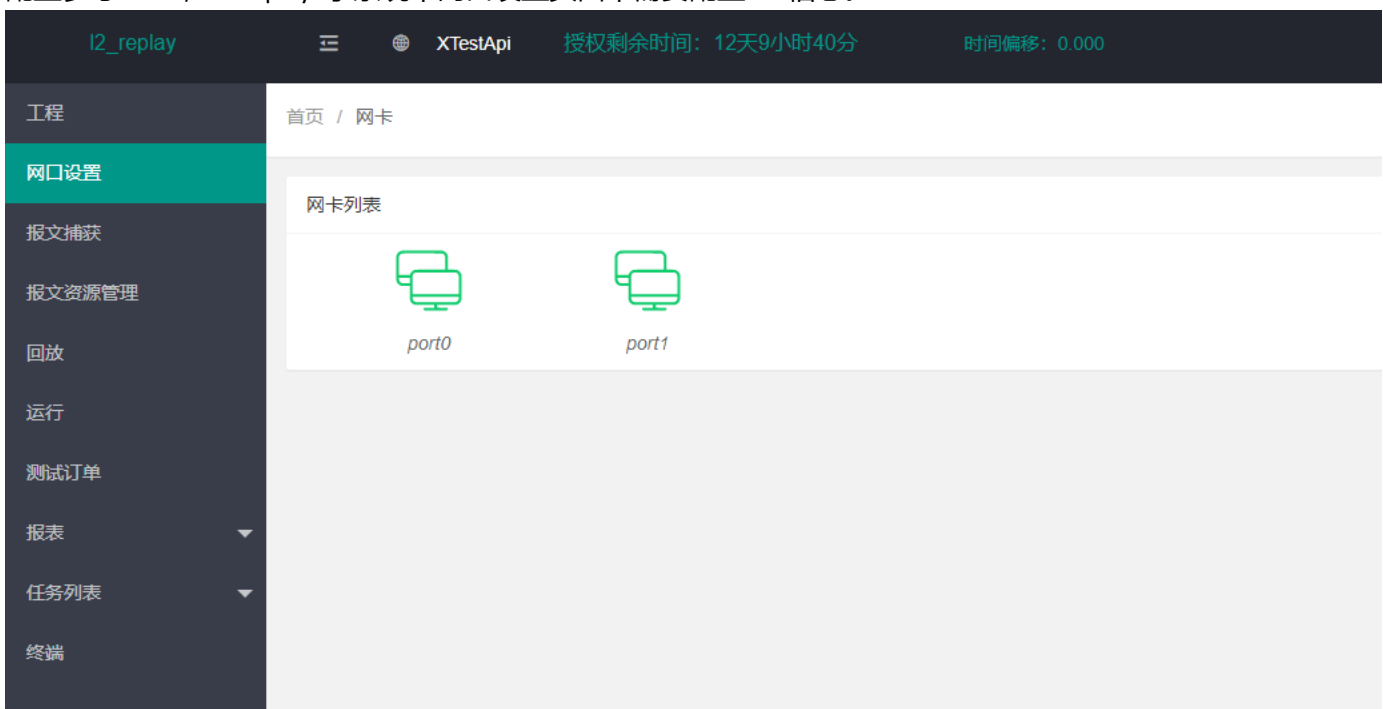 l2_replay
XTestApi
授权剩余时间：12天9小时40分
时间偏移：0.000
工程
首页 / 网卡
网口设置
网卡列表
报文捕获
报文资源管理
port0
port1
回放
运行
测试订单
报表
任务列表
终端